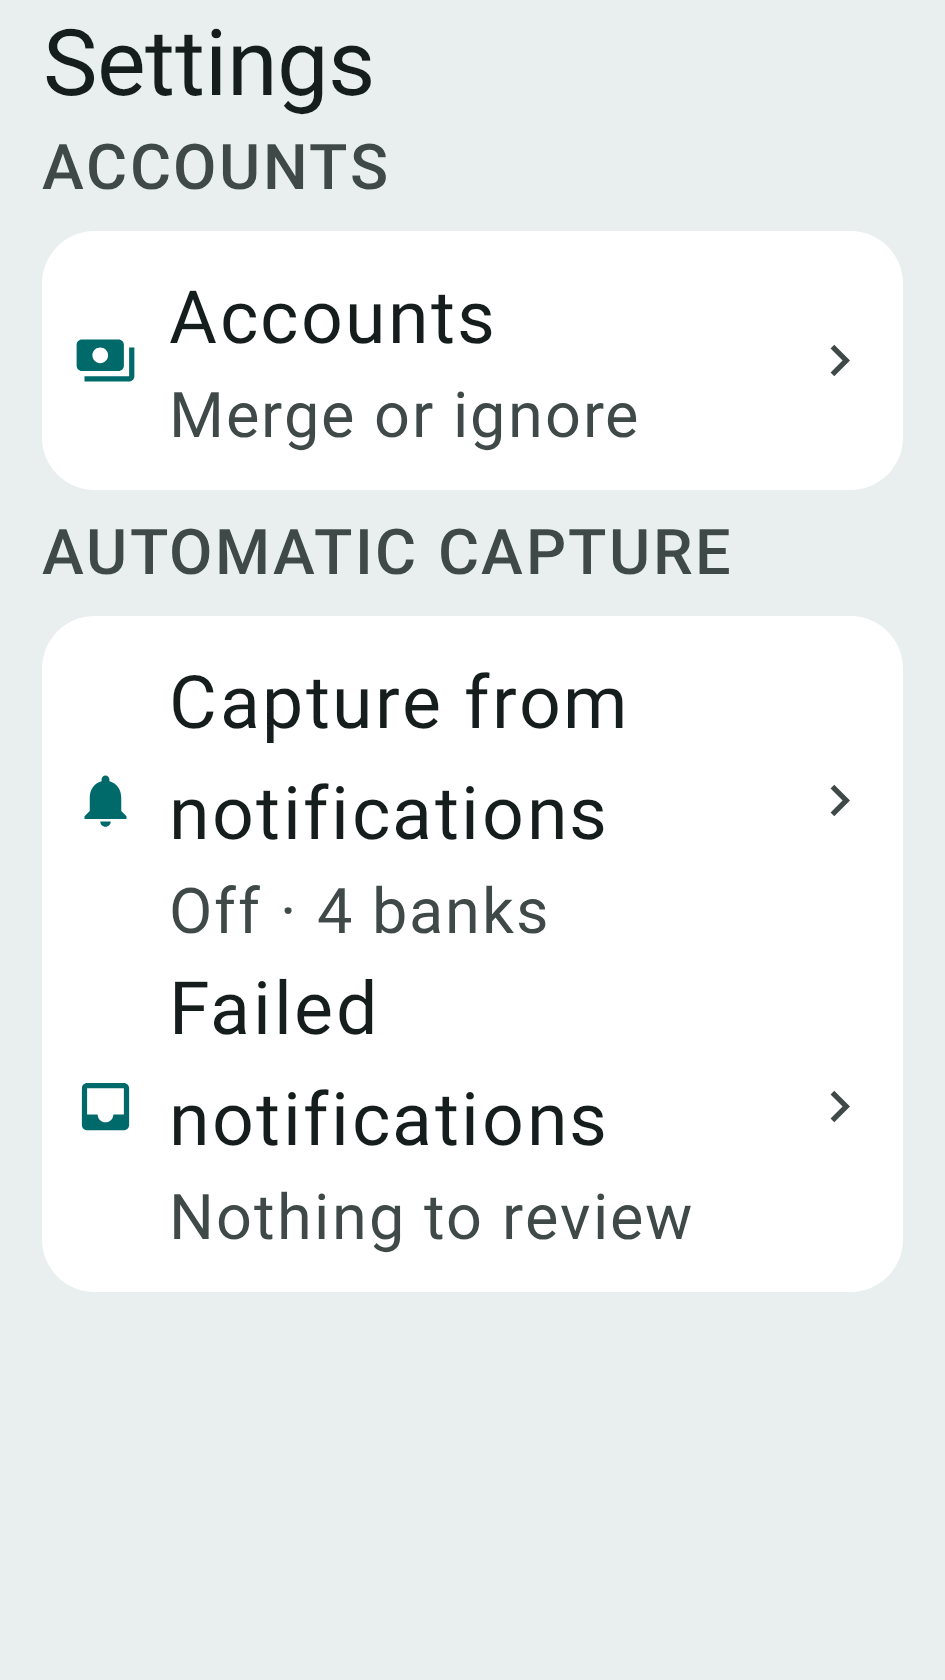 Settings
ACCOUNTS
Accounts
Merge or ignore
AUTOMATIC CAPTURE
Capture from
notifications
Off · 4 banks
Failed
notifications
Nothing to review